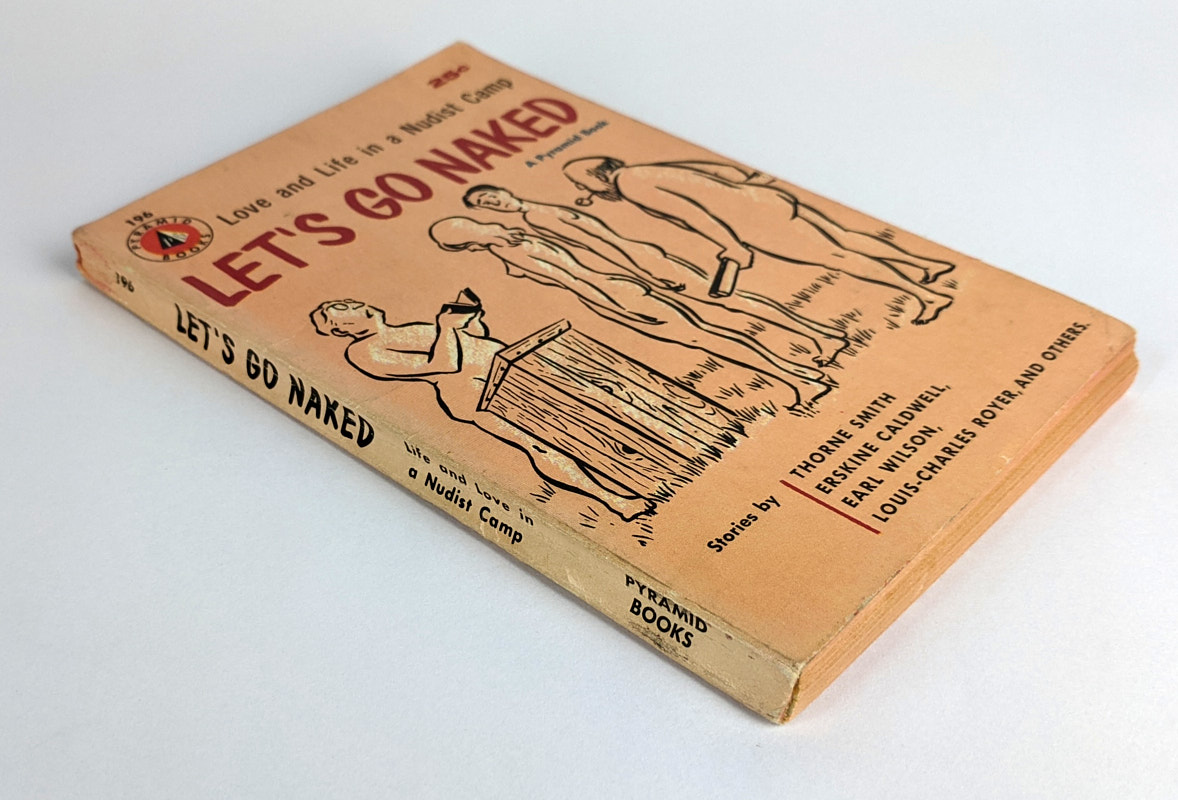 25¢
196
PYRAMID BOOKS
Love and Life in a Nudist Camp
LET'S GO NAKED
A Pyramid Book
Stories by
THORNE SMITH
ERSKINE CALDWELL,
EARL WILSON,
LOUIS-CHARLES ROYER, AND OTHERS.
196
LET'S GO NAKED
Life and Love in
a Nudist Camp
PYRAMID
BOOKS